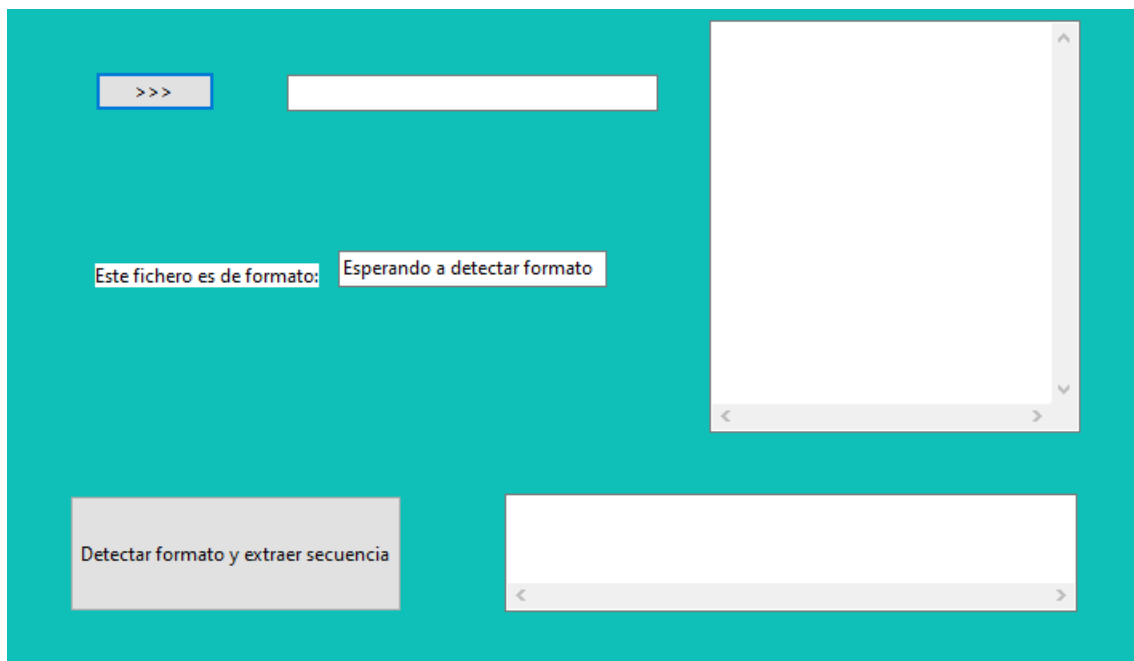 >>>
Este fichero es de formato:
Esperando a detectar formato
Detectar formato y extraer secuencia